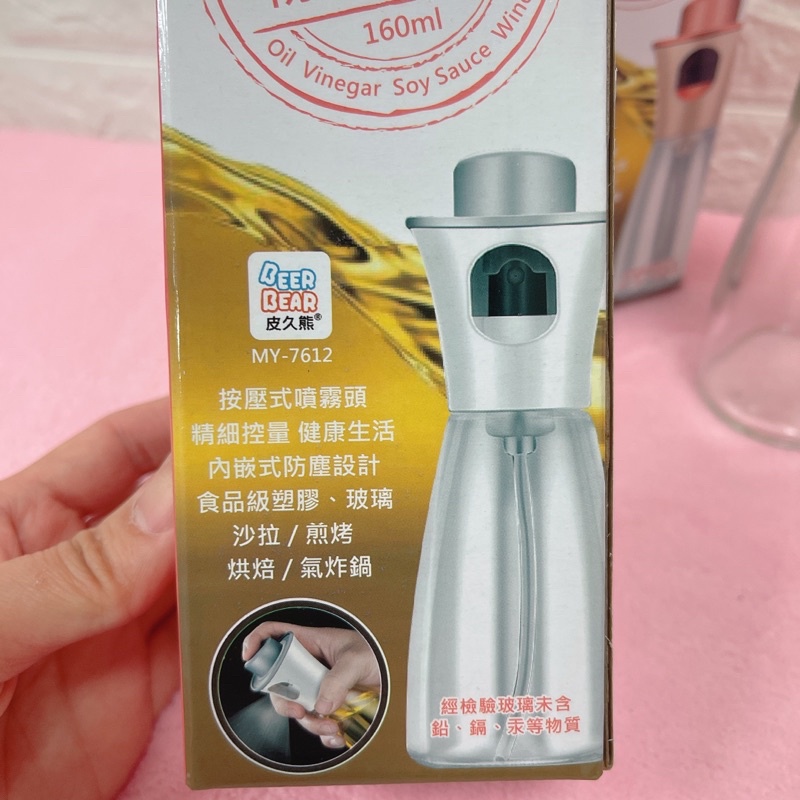 160ml
Oil Vinegar Soy Sauce
BEER
BEAR
皮久熊®
MY-7612
按壓式噴霧頭
精細控量 健康生活
內嵌式防塵設計
食品級塑膠、玻璃
沙拉 / 煎烤
烘焙 / 氣炸鍋
經檢驗玻璃未含
鉛、鎘、汞等物質